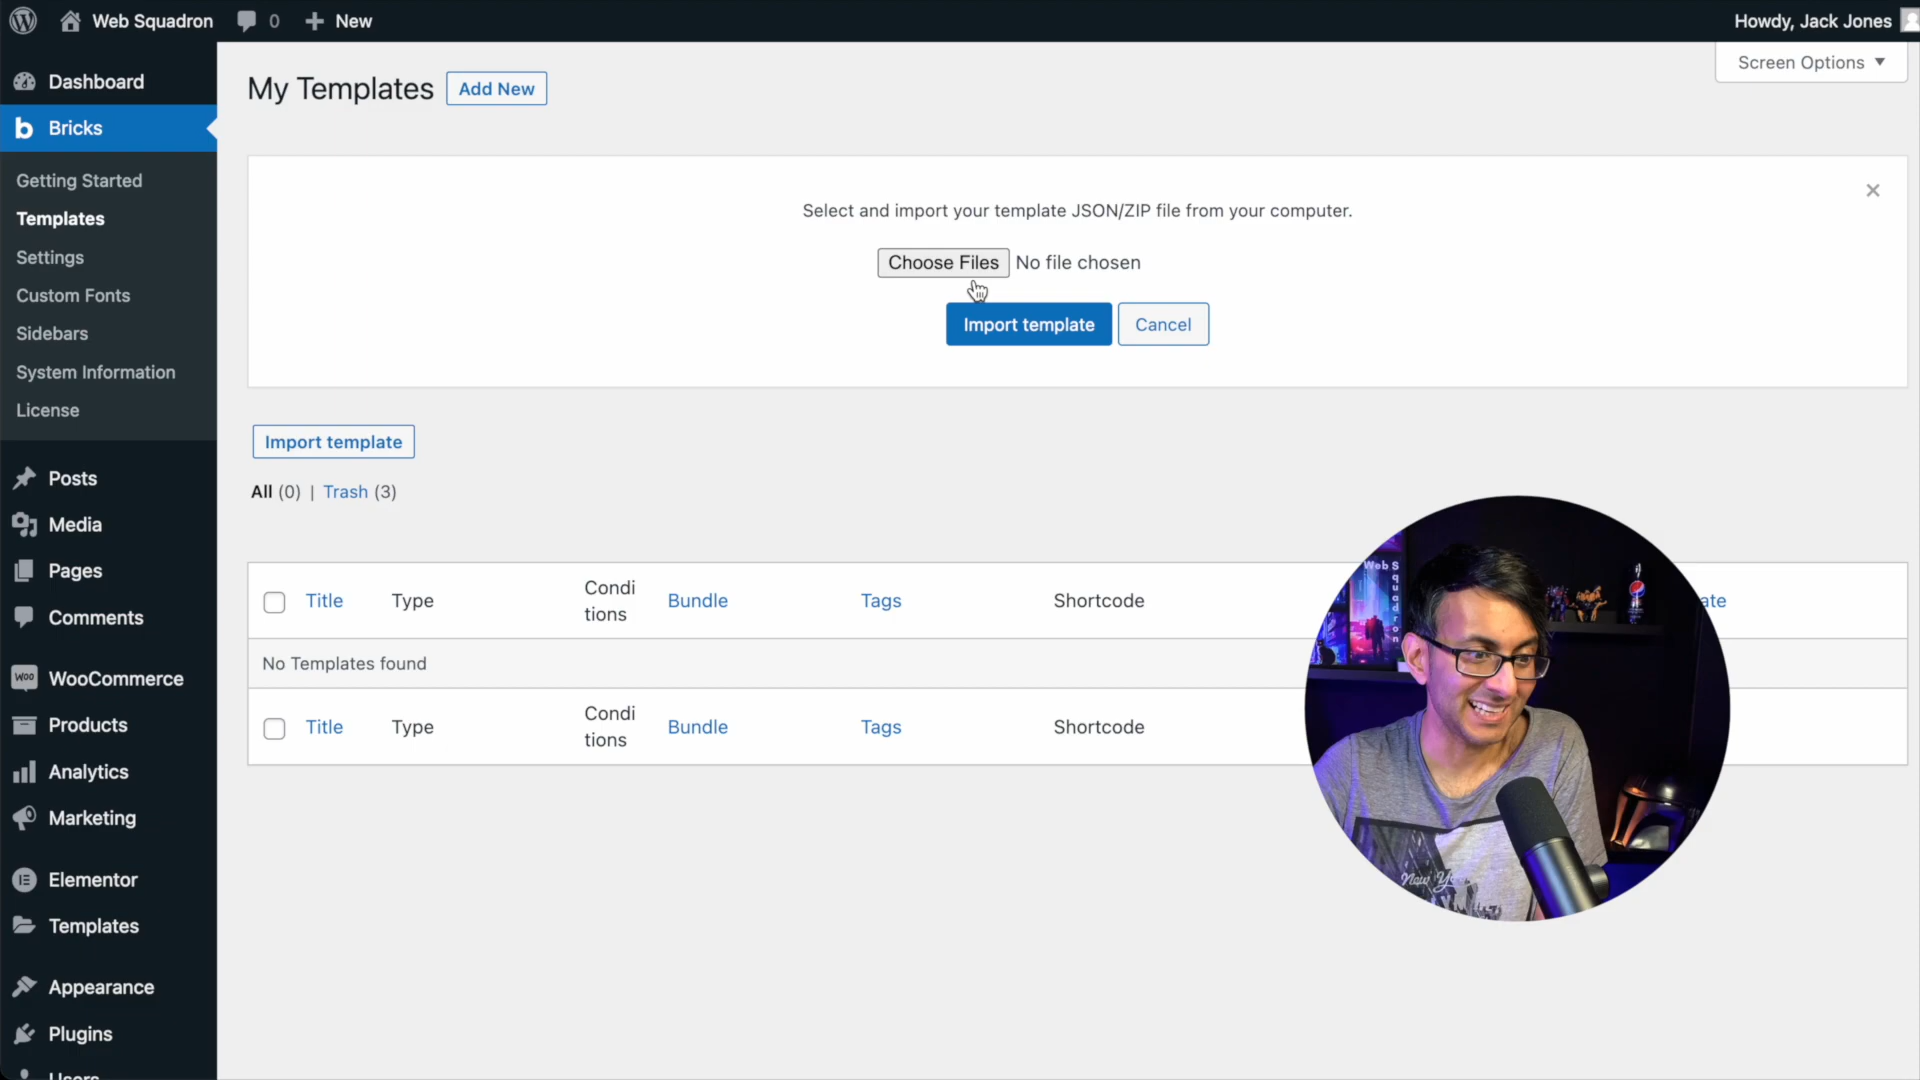 Web Squadron
0
New
Howdy, Jack Jones
Screen Options
Dashboard
Bricks
Getting Started
Templates
Settings
Custom Fonts
Sidebars
System Information
License
Posts
Media
Pages
Comments
WooCommerce
Products
Analytics
Marketing
Elementor
Templates
Appearance
Plugins
Users
My Templates
Add New
Select and import your template JSON/ZIP file from your computer.
Choose Files No file chosen
Import template
Cancel
Import template
All (0) | Trash (3)
Title Type Condi
tions Bundle Tags Shortcode ate
No Templates found
Title Type Condi
tions Bundle Tags Shortcode
Web Squadron
New